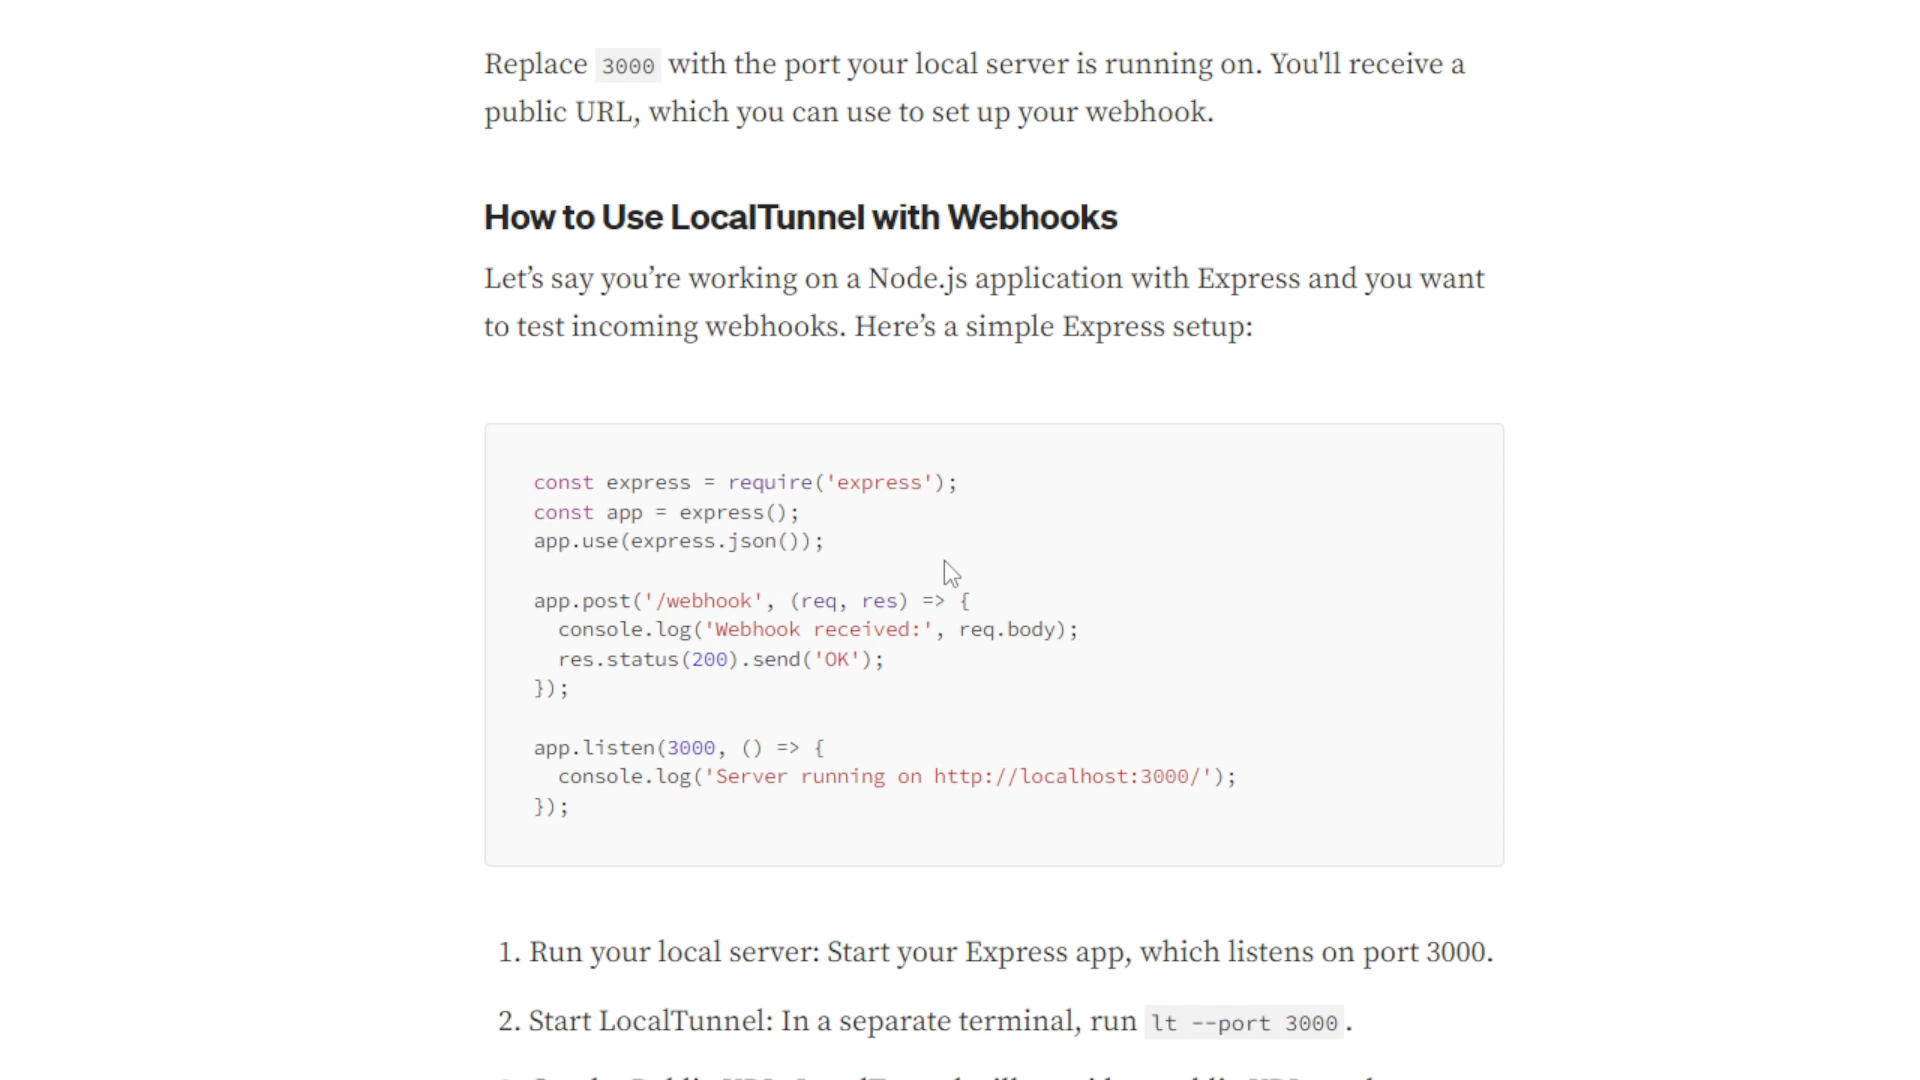 Replace 3000 with the port your local server is running on. You'll receive a
public URL, which you can use to set up your webhook.
How to Use LocalTunnel with Webhooks
Let’s say you’re working on a Node.js application with Express and you want
to test incoming webhooks. Here’s a simple Express setup:
const express = require('express');
const app = express();
app.use(express.json());
app.post('/webhook', (req, res) => {
  console.log('Webhook received:', req.body);
  res.status(200).send('OK');
});
app.listen(3000, () => {
  console.log('Server running on http://localhost:3000/');
});
1. Run your local server: Start your Express app, which listens on port 3000.
2. Start LocalTunnel: In a separate terminal, run lt --port 3000.